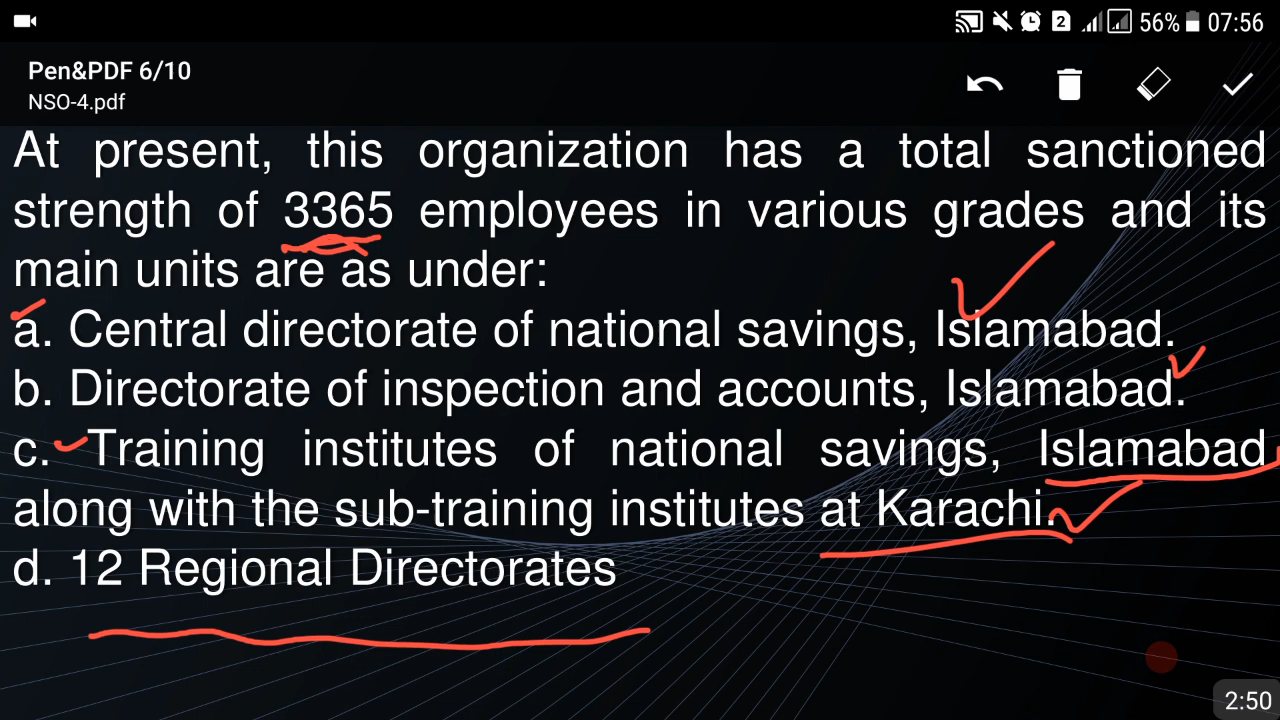 2 56% 07:56
Pen&PDF 6/10
NSO-4.pdf
At present, this organization has a total sanctioned
strength of 3365 employees in various grades and its
main units are as under:
a. Central directorate of national savings, Islamabad.
b. Directorate of inspection and accounts, Islamabad.
c. Training institutes of national savings, Islamabad
along with the sub-training institutes at Karachi.
d. 12 Regional Directorates
2:50